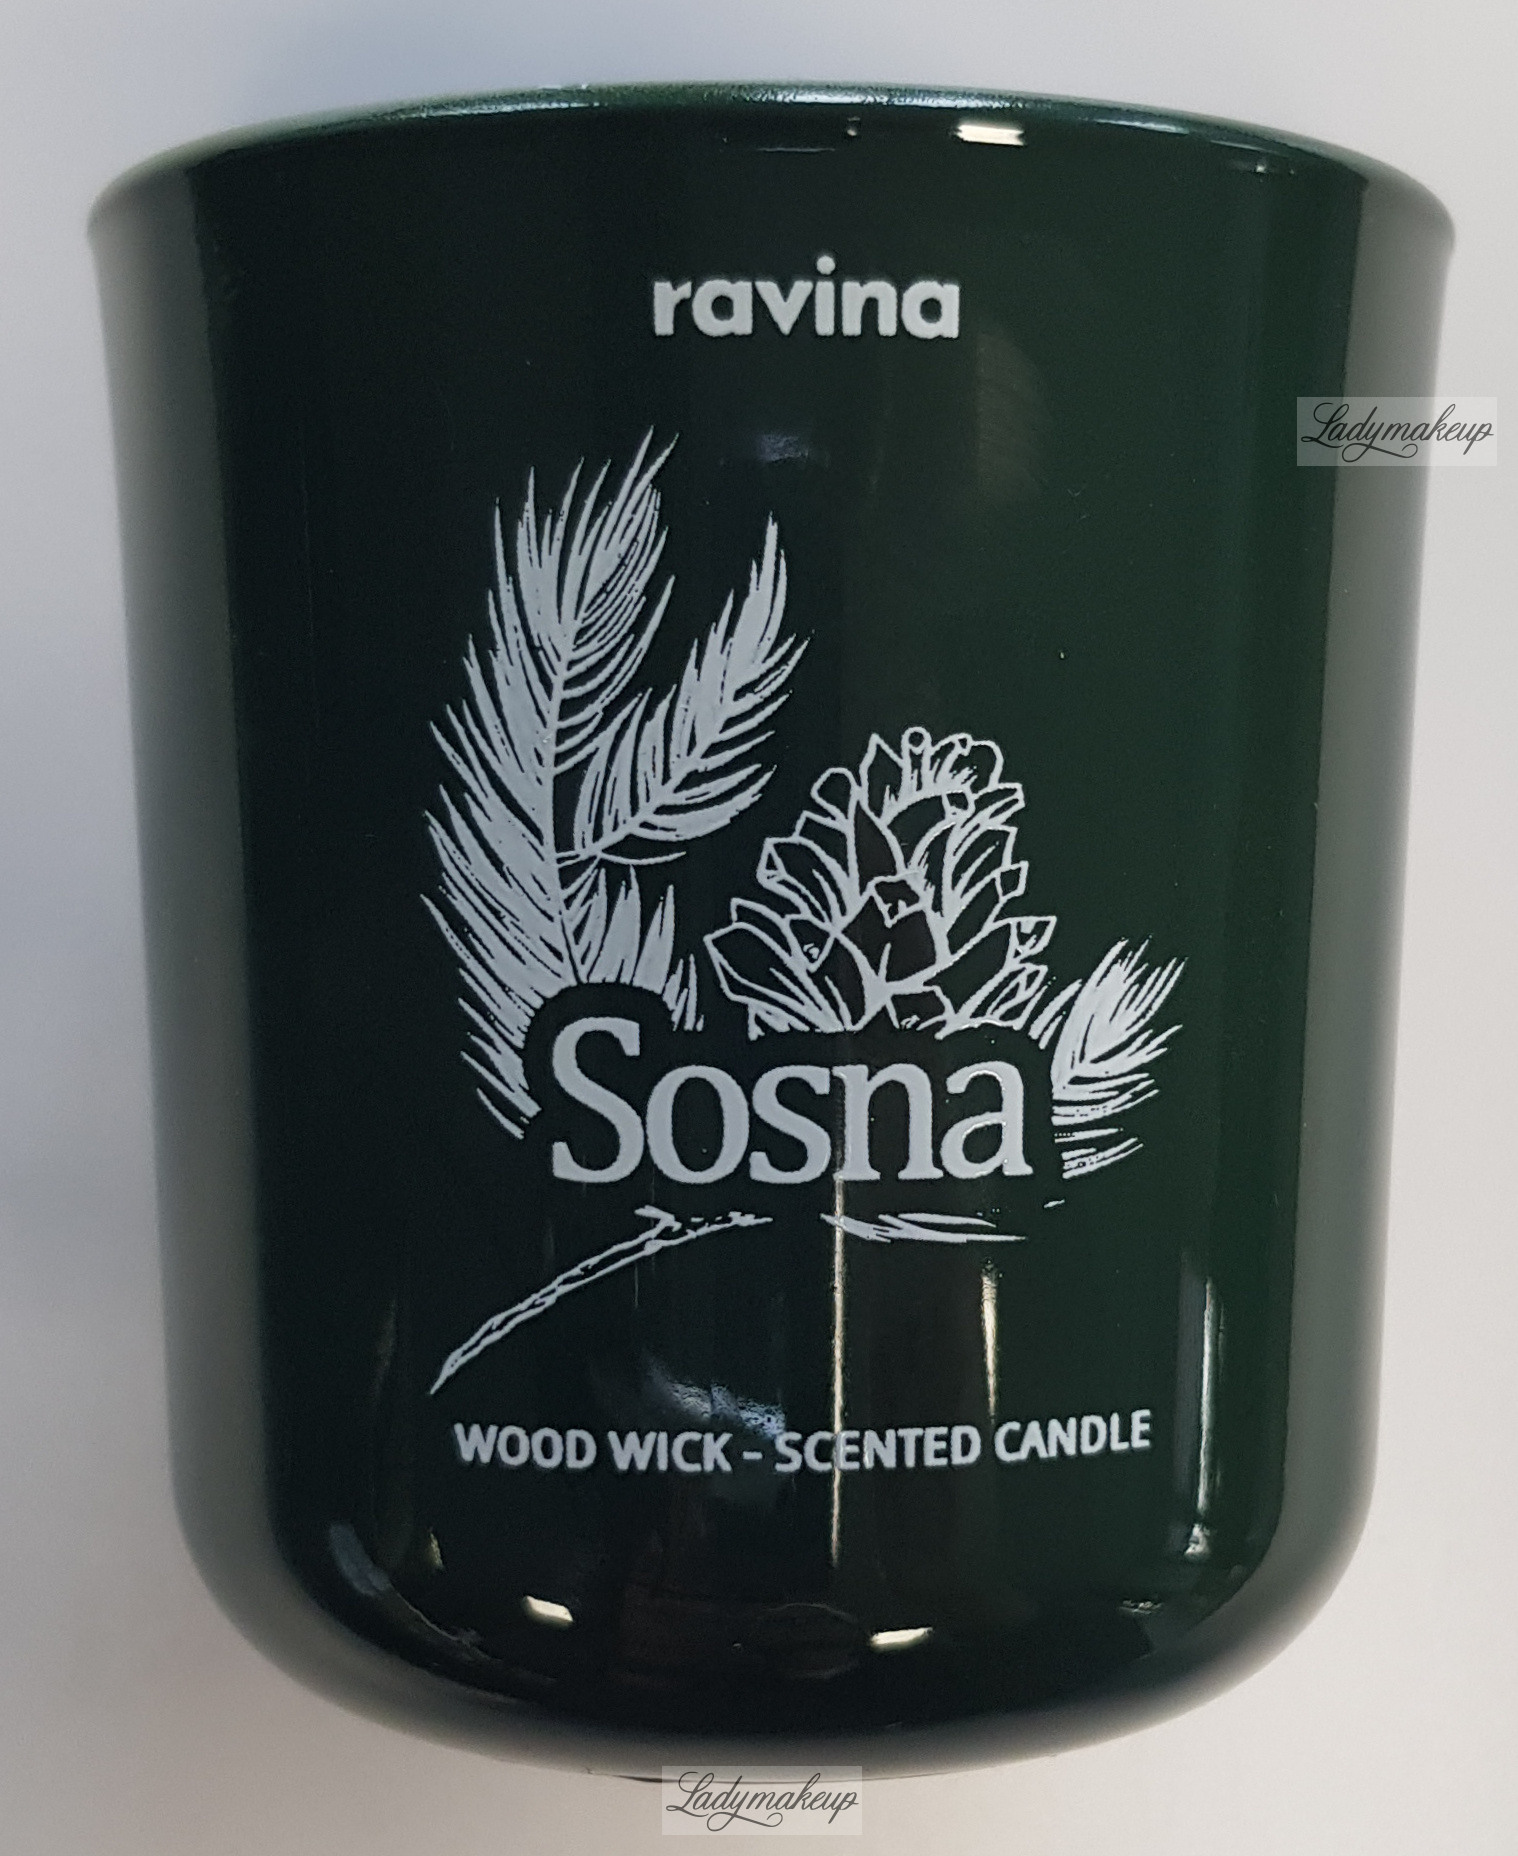 ravina
Ladymakeup
Sosna
WOOD WICK - SCENTED CANDLE
Ladymakeup